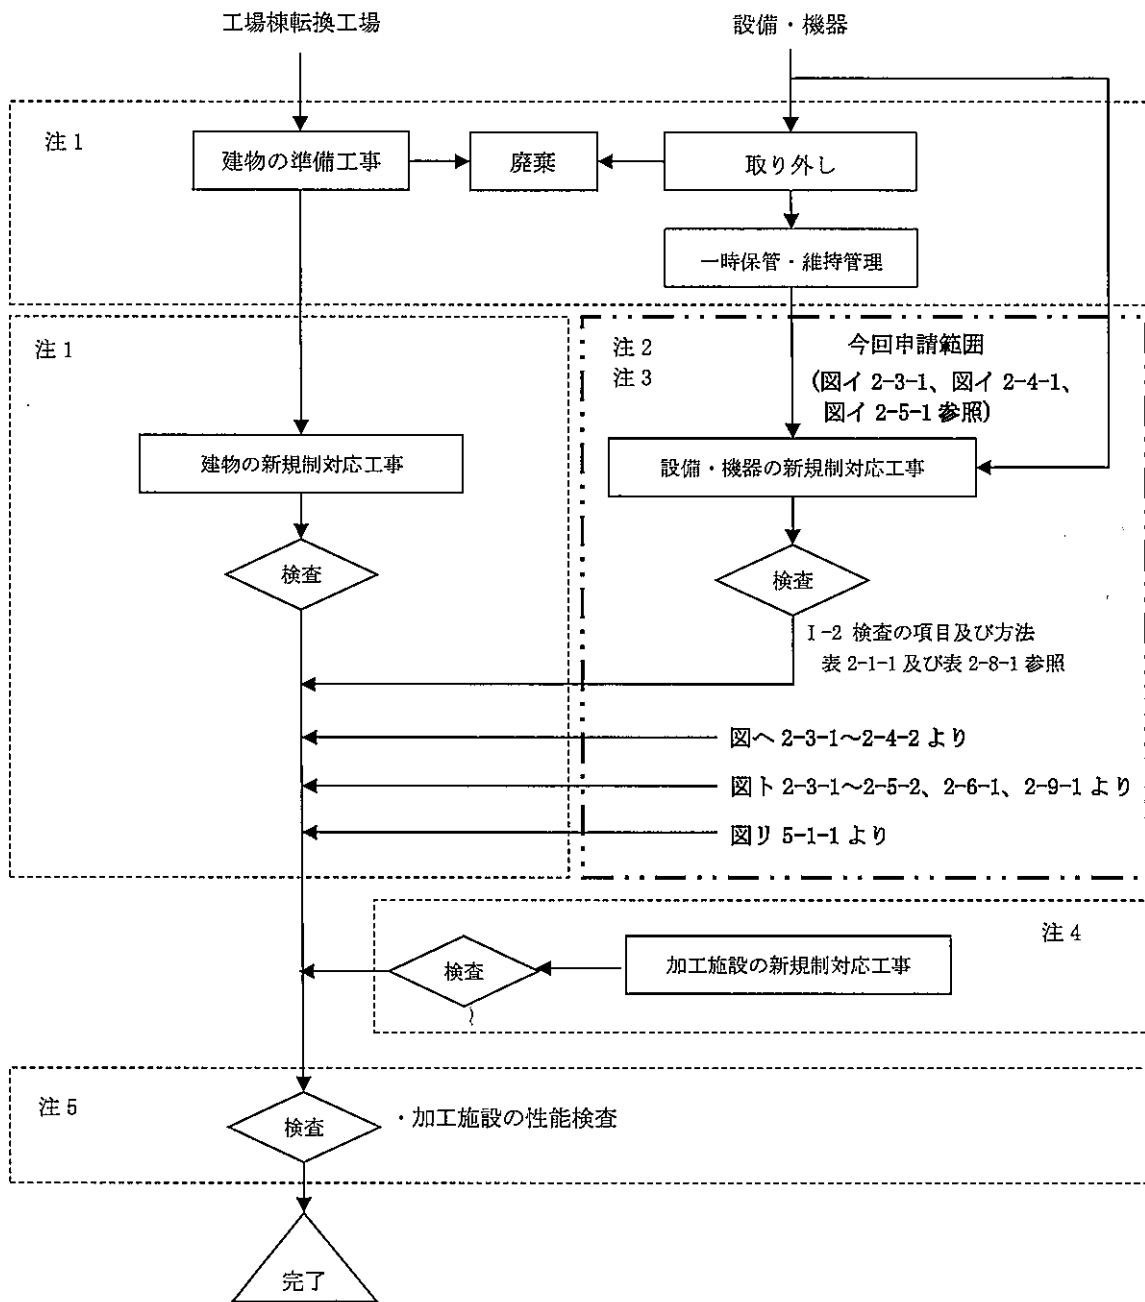 工場棟転換工場
設備・機器
注1
建物の準備工事
廃棄
取り外し
一時保管・維持管理
注1
注2
注3
今回申請範囲
(図イ 2-3-1、図イ 2-4-1、
図イ 2-5-1 参照)
建物の新規制対応工事
設備・機器の新規制対応工事
検査
検査
Ⅰ-2 検査の項目及び方法
表 2-1-1 及び表 2-8-1 参照
図ヘ 2-3-1～2-4-2 より
図ト 2-3-1～2-5-2、2-6-1、2-9-1 より
図リ 5-1-1 より
注4
検査
加工施設の新規制対応工事
注5
検査
・加工施設の性能検査
完了